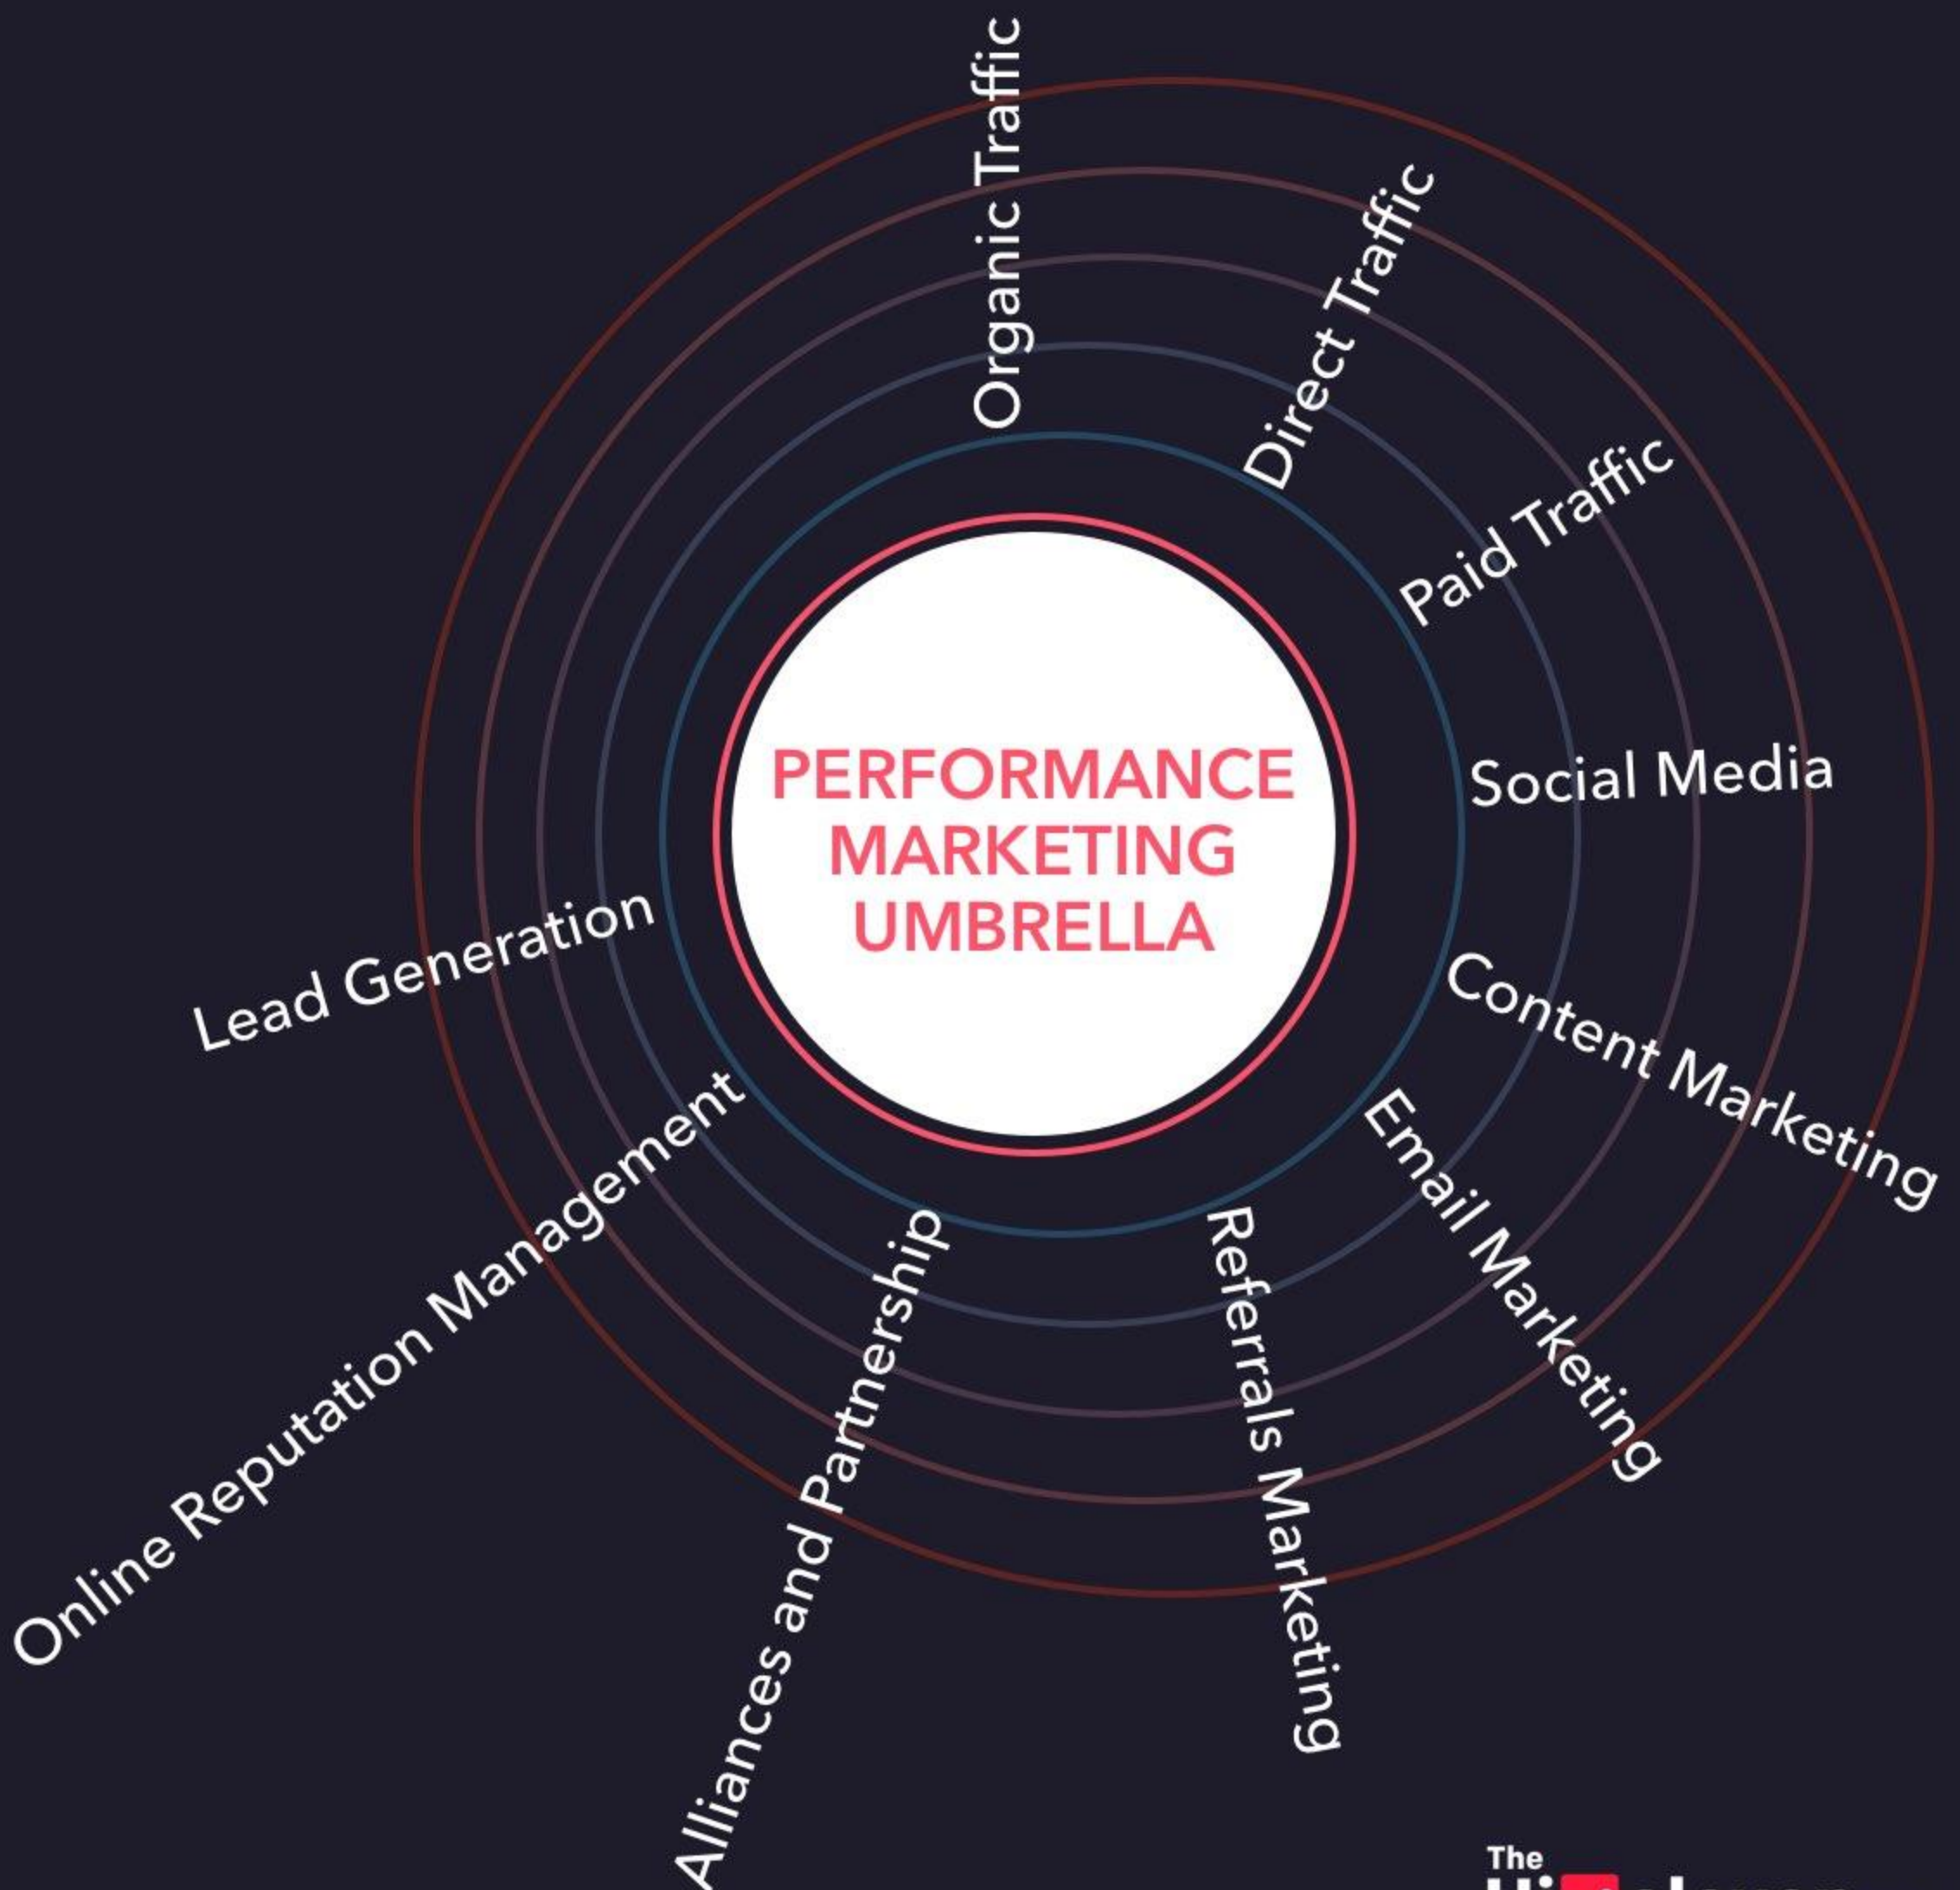 Organic Traffic
Direct Traffic
Paid Traffic
Social Media
Content Marketing
Email Marketing
Referrals Marketing
Alliances and Partnership
Online Reputation Management
Lead Generation
PERFORMANCE
MARKETING
UMBRELLA
The